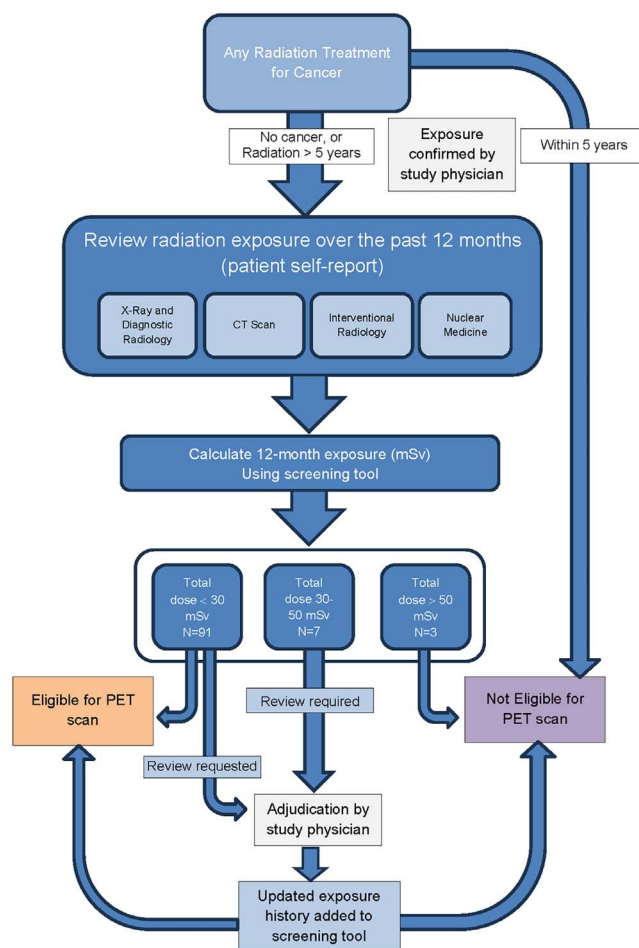 Any Radiation Treatment
for Cancer
No cancer, or
Radiation > 5 years
Exposure
confirmed by
study physician
Within 5 years
Review radiation exposure over the past 12 months
(patient self-report)
X-Ray and
Diagnostic
Radiology
CT Scan
Interventional
Radiology
Nuclear
Medicine
Calculate 12-month exposure (mSv)
Using screening tool
Total
dose < 30
mSv
N=91
Total
dose 30-
50 mSv
N=7
Total
dose > 50
mSv
N=3
Eligible for PET
scan
Review required
Not Eligible for
PET scan
Review requested
Adjudication by
study physician
Updated exposure
history added to
screening tool